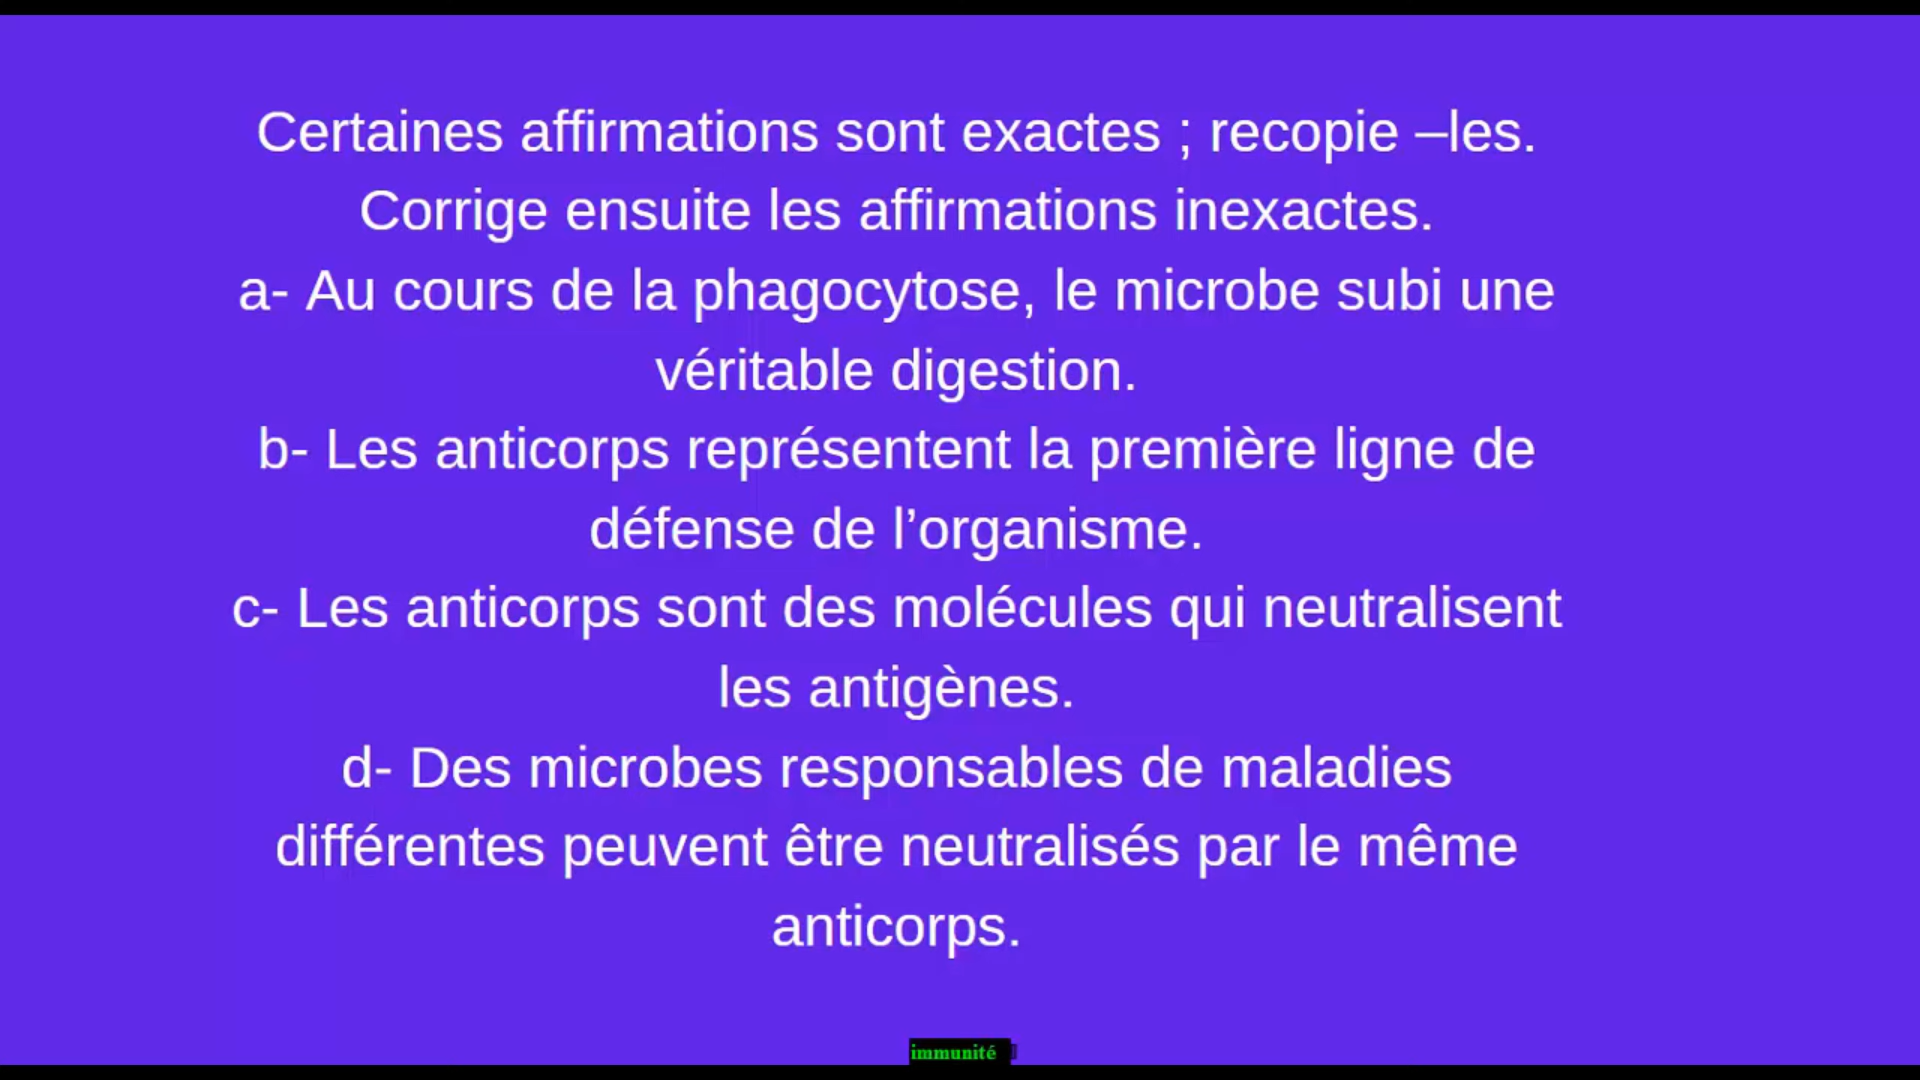 Certaines affirmations sont exactes ; recopie –les.
Corrige ensuite les affirmations inexactes.
a- Au cours de la phagocytose, le microbe subi une
véritable digestion.
b- Les anticorps représentent la première ligne de
défense de l’organisme.
c- Les anticorps sont des molécules qui neutralisent
les antigènes.
d- Des microbes responsables de maladies
différentes peuvent être neutralisés par le même
anticorps.
immunité